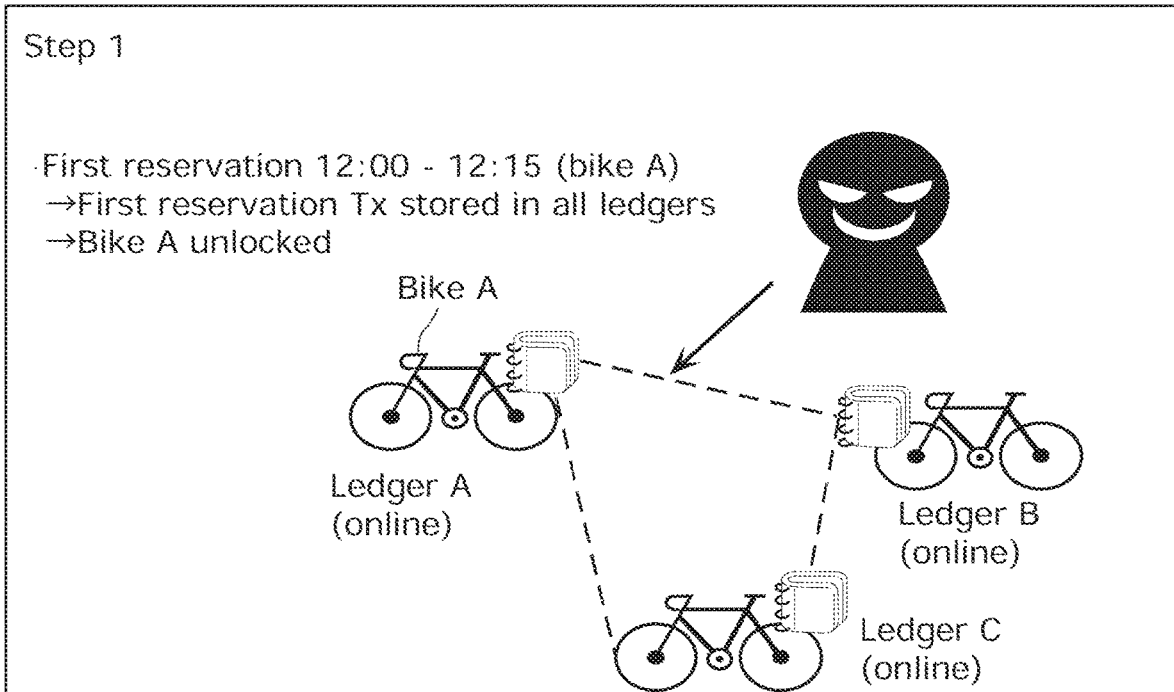 Step 1
·First reservation 12:00 - 12:15 (bike A)
→First reservation Tx stored in all ledgers
→Bike A unlocked
Bike A
Ledger A
(online)
Ledger B
(online)
Ledger C
(online)